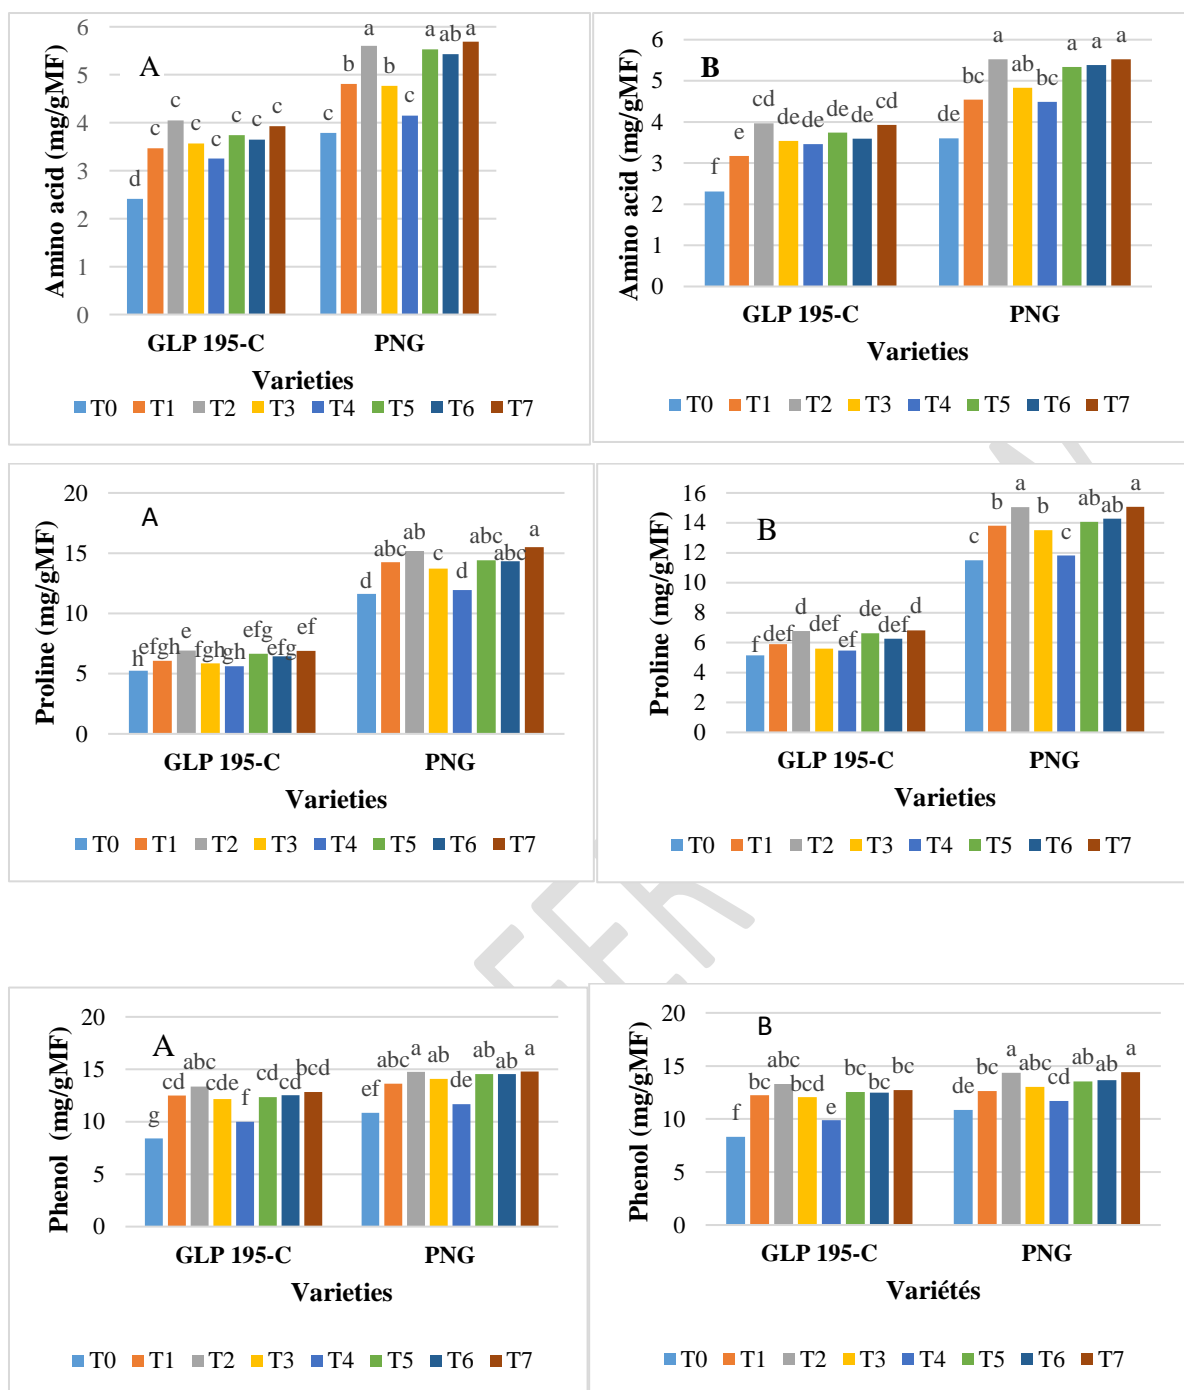 A
Amino acid (mg/gMF)
6
5
4
3
2
1
0
d c c c c c c c
c b a b c a ab a
GLP 195-C PNG
Varieties
T0 T1 T2 T3 T4 T5 T6 T7
B
Amino acid (mg/gMF)
6
5
4
3
2
1
0
f e cd de de de de cd
c bc a ab bc a a a
GLP 195-C PNG
Varieties
T0 T1 T2 T3 T4 T5 T6 T7
A
Proline (mg/gMF)
20
15
10
5
0
h efgh e fgh gh efg efg ef
d abc ab c d abc abc a
GLP 195-C PNG
Varieties
T0 T1 T2 T3 T4 T5 T6 T7
B
Proline (mg/gMF)
16
14
12
10
8
6
4
2
0
f def d def ef de def d
c b a b c ab ab a
GLP 195-C PNG
Varieties
T0 T1 T2 T3 T4 T5 T6 T7
A
Phenol (mg/gMF)
20
15
10
5
0
g cd abc cde f cd cd bcd
ef abc a ab de ab ab a
GLP 195-C PNG
Varieties
T0 T1 T2 T3 T4 T5 T6 T7
B
Phenol (mg/gMF)
20
15
10
5
0
f bc abc bcd e bc bc bc
de bc a abc cd ab ab a
GLP 195-C PNG
Variétés
T0 T1 T2 T3 T4 T5 T6 T7